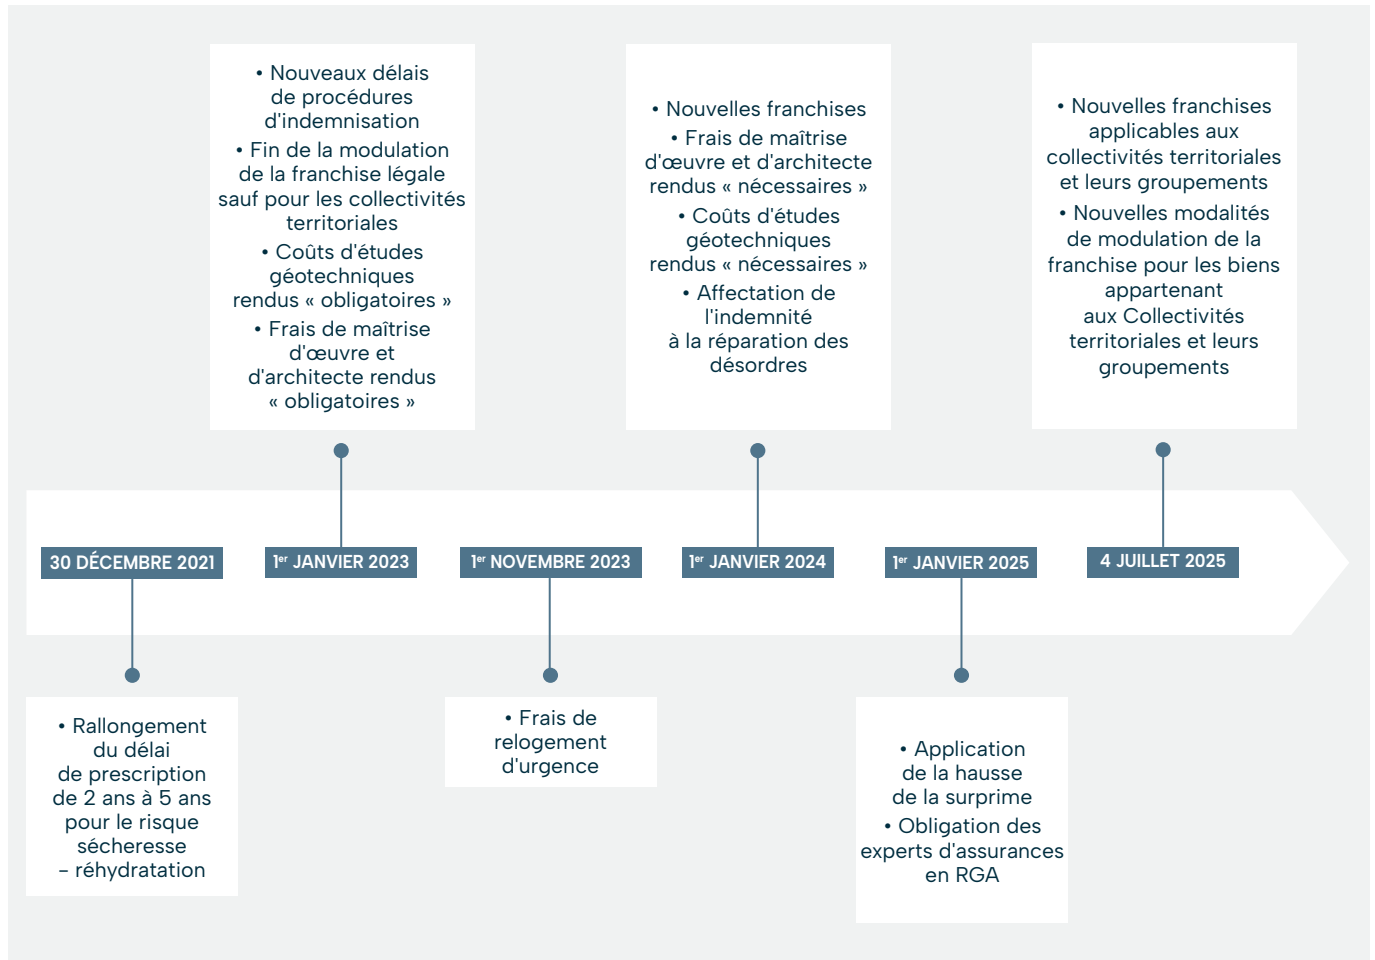 • Nouveaux délais
de procédures
d'indemnisation
• Fin de la modulation
de la franchise légale
sauf pour les collectivités
territoriales
• Coûts d'études
géotechniques
rendus « obligatoires »
• Frais de maîtrise
d'œuvre et
d'architecte rendus
« obligatoires »
• Nouvelles franchises
• Frais de maîtrise
d'œuvre et d'architecte
rendus « nécessaires »
• Coûts d'études
géotechniques
rendus « nécessaires »
• Affectation de
l'indemnité
à la réparation des
désordres
• Nouvelles franchises
applicables aux
collectivités territoriales
et leurs groupements
• Nouvelles modalités
de modulation de la
franchise pour les biens
appartenant
aux Collectivités
territoriales et leurs
groupements
30 DÉCEMBRE 2021
1er JANVIER 2023
1er NOVEMBRE 2023
1er JANVIER 2024
1er JANVIER 2025
4 JUILLET 2025
• Rallongement
du délai
de prescription
de 2 ans à 5 ans
pour le risque
sécheresse
– réhydratation
• Frais de
relogement
d'urgence
• Application
de la hausse
de la surprime
• Obligation des
experts d'assurances
en RGA